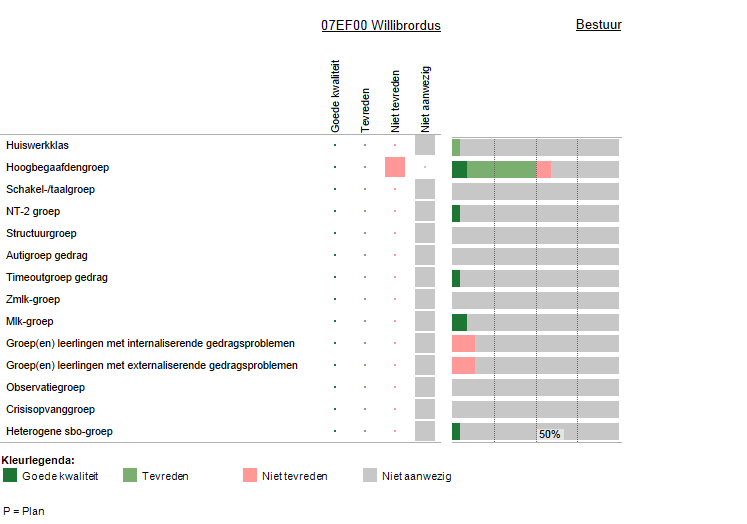 07EF00 Willibrordus Bestuur
Goede kwaliteit
Tevreden
Niet tevreden
Niet aanwezig
Huiswerkklas
Hoogbegaafdengroep
Schakel-/taalgroep
NT-2 groep
Structuurgroep
Autigroep gedrag
Timeoutgroep gedrag
Zmlk-groep
Mlk-groep
Groep(en) leerlingen met internaliserende gedragsproblemen
Groep(en) leerlingen met externaliserende gedragsproblemen
Observatiegroep
Crisisopvanggroep
Heterogene sbo-groep 50%
Kleurlegenda:
Goede kwaliteit Tevreden Niet tevreden Niet aanwezig
P = Plan